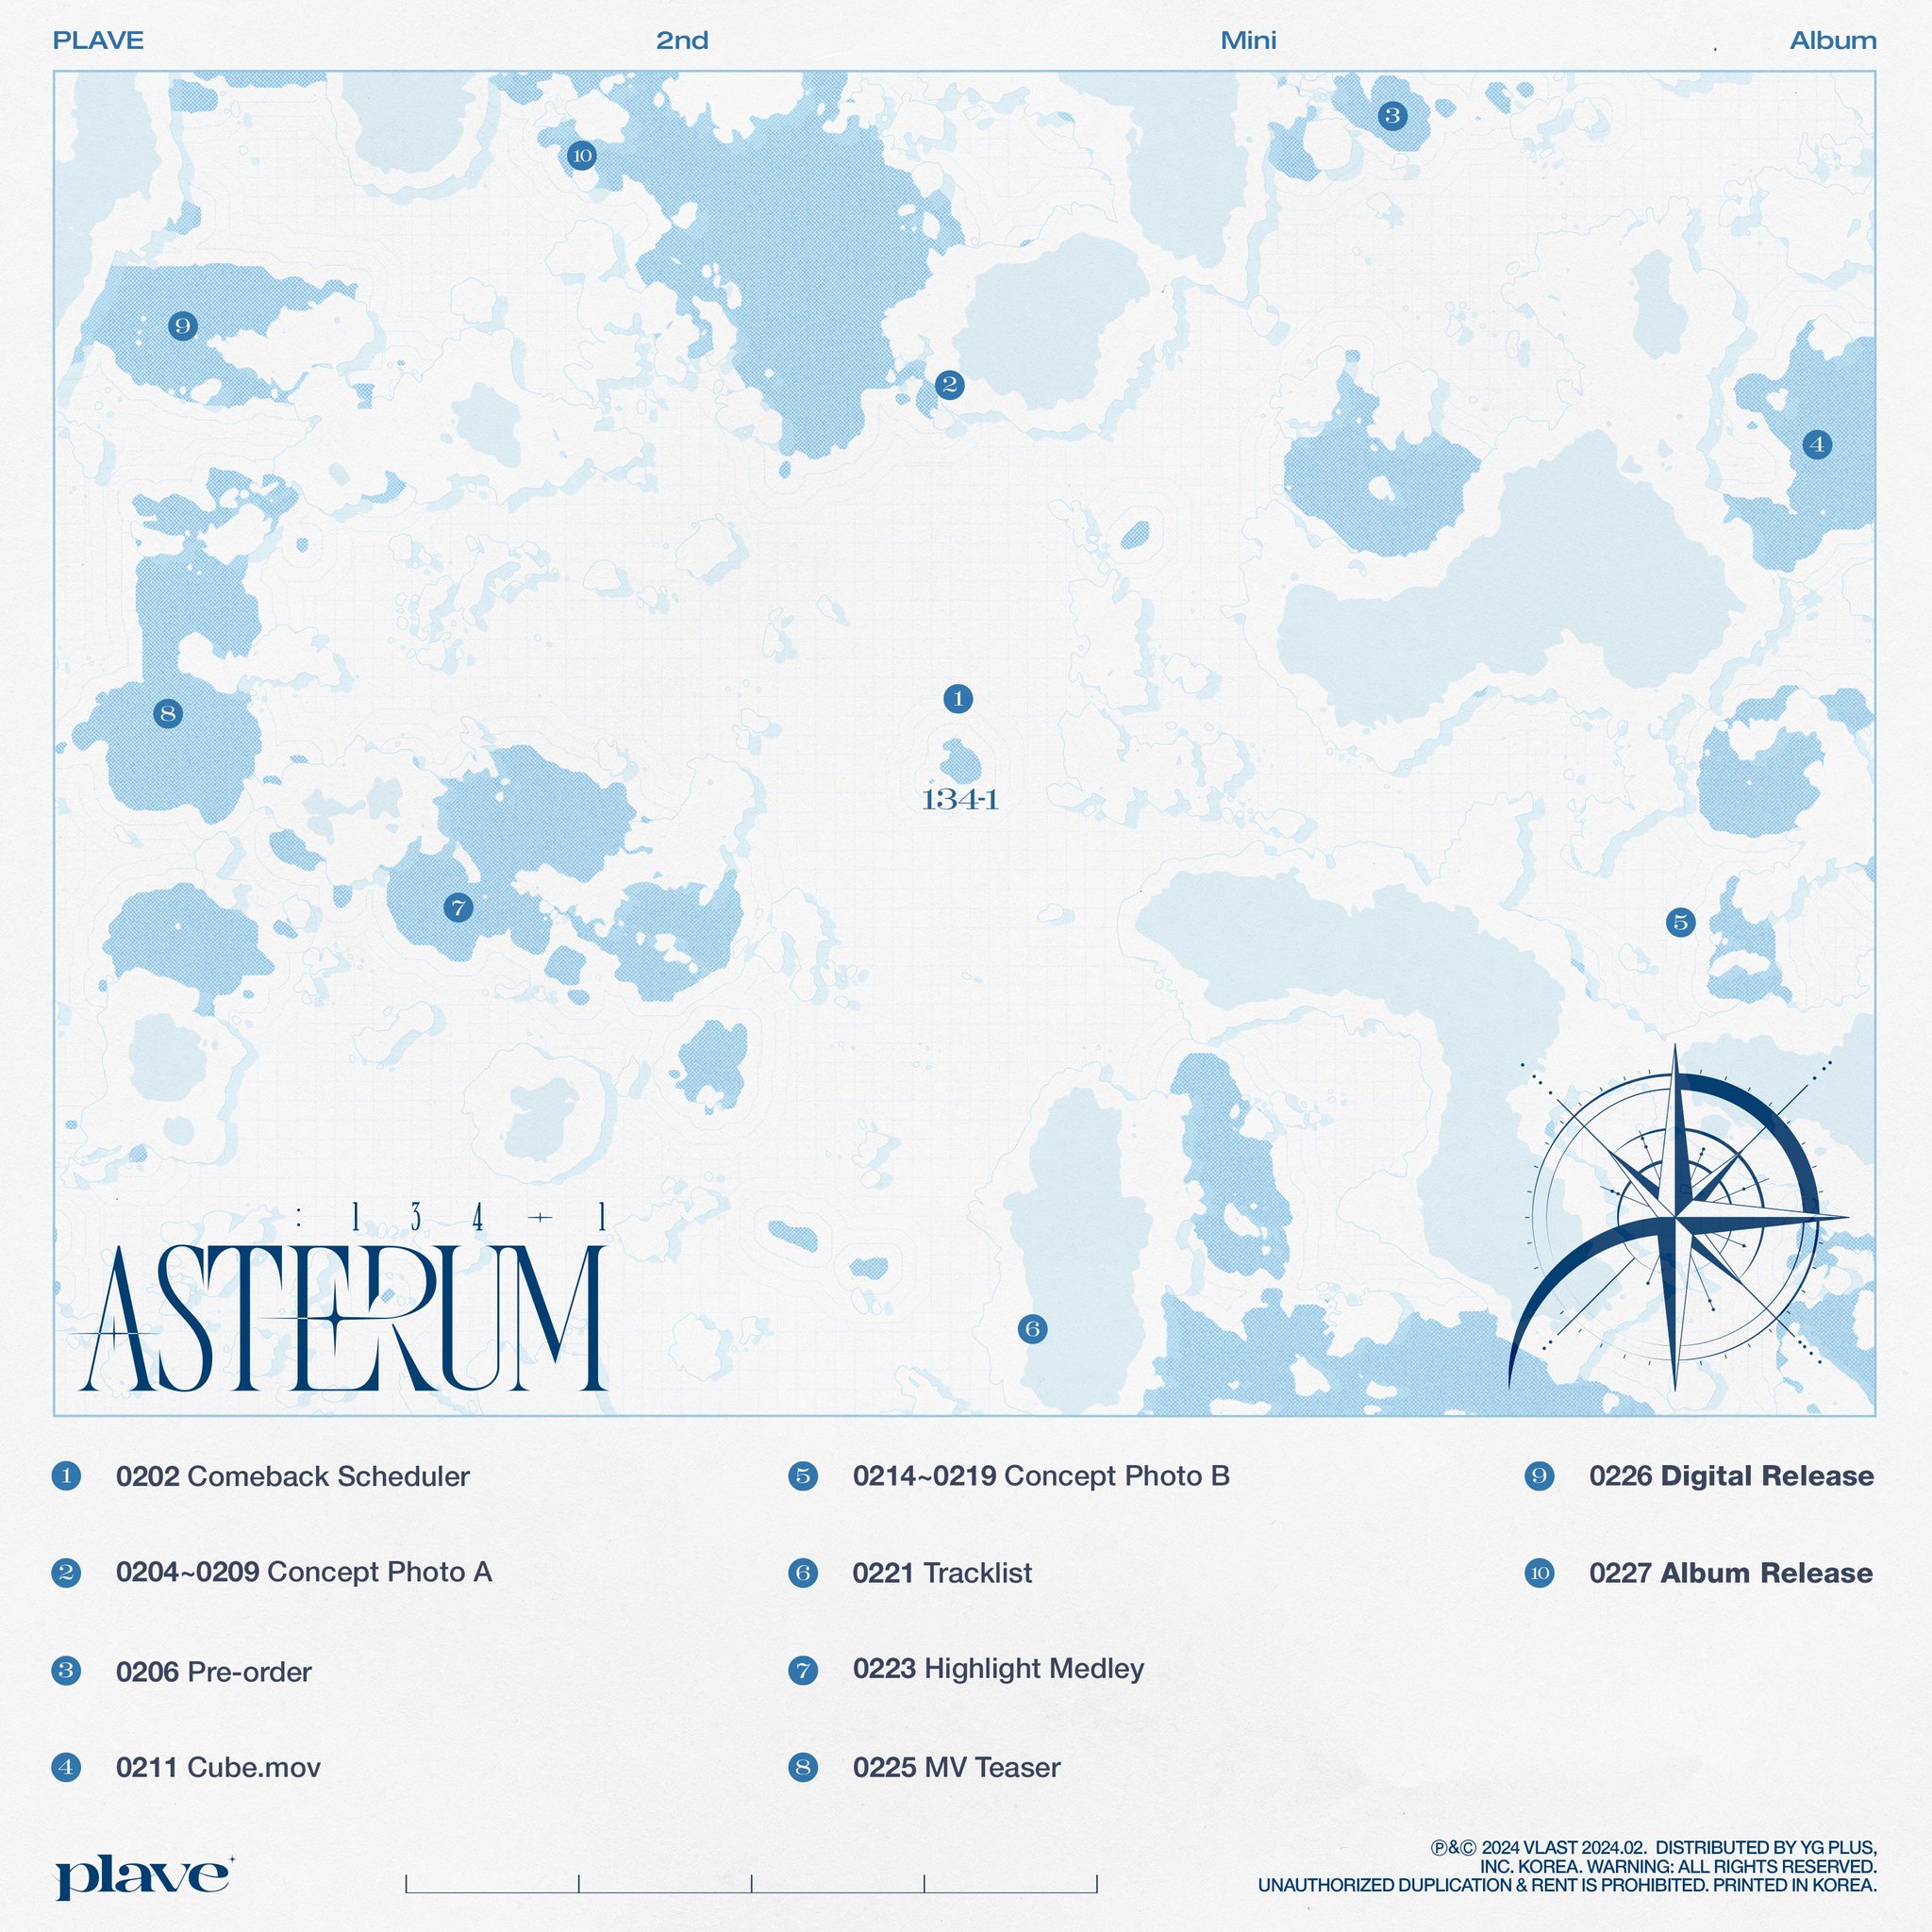 PLAVE 2nd Mini Album
3
10
9
2
4
1
8
134-1
7
5
: 1 3 4 + 1
ASTERUM
6
1 0202 Comeback Scheduler
2 0204~0209 Concept Photo A
3 0206 Pre-order
4 0211 Cube.mov
5 0214~0219 Concept Photo B
6 0221 Tracklist
7 0223 Highlight Medley
8 0225 MV Teaser
9 0226 Digital Release
10 0227 Album Release
plave
Ⓟ&© 2024 VLAST 2024.02. DISTRIBUTED BY YG PLUS,
INC. KOREA. WARNING: ALL RIGHTS RESERVED.
UNAUTHORIZED DUPLICATION & RENT IS PROHIBITED. PRINTED IN KOREA.